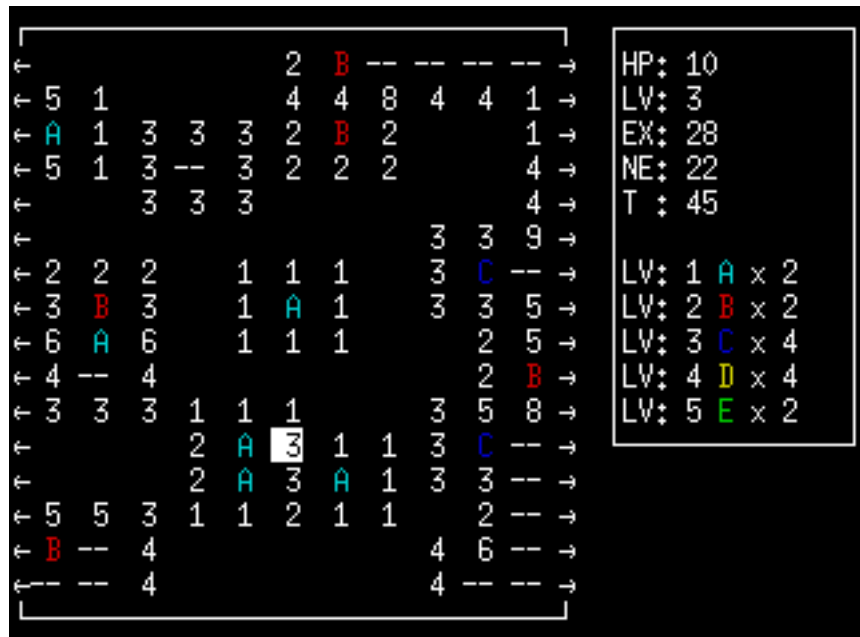 ← 2 B -- -- -- -- →
← 5 1 4 4 8 4 4 1 →
← A 1 3 3 3 2 B 2 1 →
← 5 1 3 -- 3 2 2 2 4 →
← 3 3 3 4 →
← 3 3 9 →
← 2 2 2 1 1 1 3 C -- →
← 3 B 3 1 A 1 3 3 5 →
← 6 A 6 1 1 1 2 5 →
← 4 -- 4 2 B →
← 3 3 3 1 1 1 3 5 8 →
← 2 A 3 1 1 3 C -- →
← 2 A 3 A 1 3 3 -- →
← 5 5 3 1 1 2 1 1 2 -- →
← B -- 4 4 6 -- →
← -- -- 4 4 -- -- →
HP: 10
LV: 3
EX: 28
NE: 22
T : 45
LV: 1 A x 2
LV: 2 B x 2
LV: 3 C x 4
LV: 4 D x 4
LV: 5 E x 2